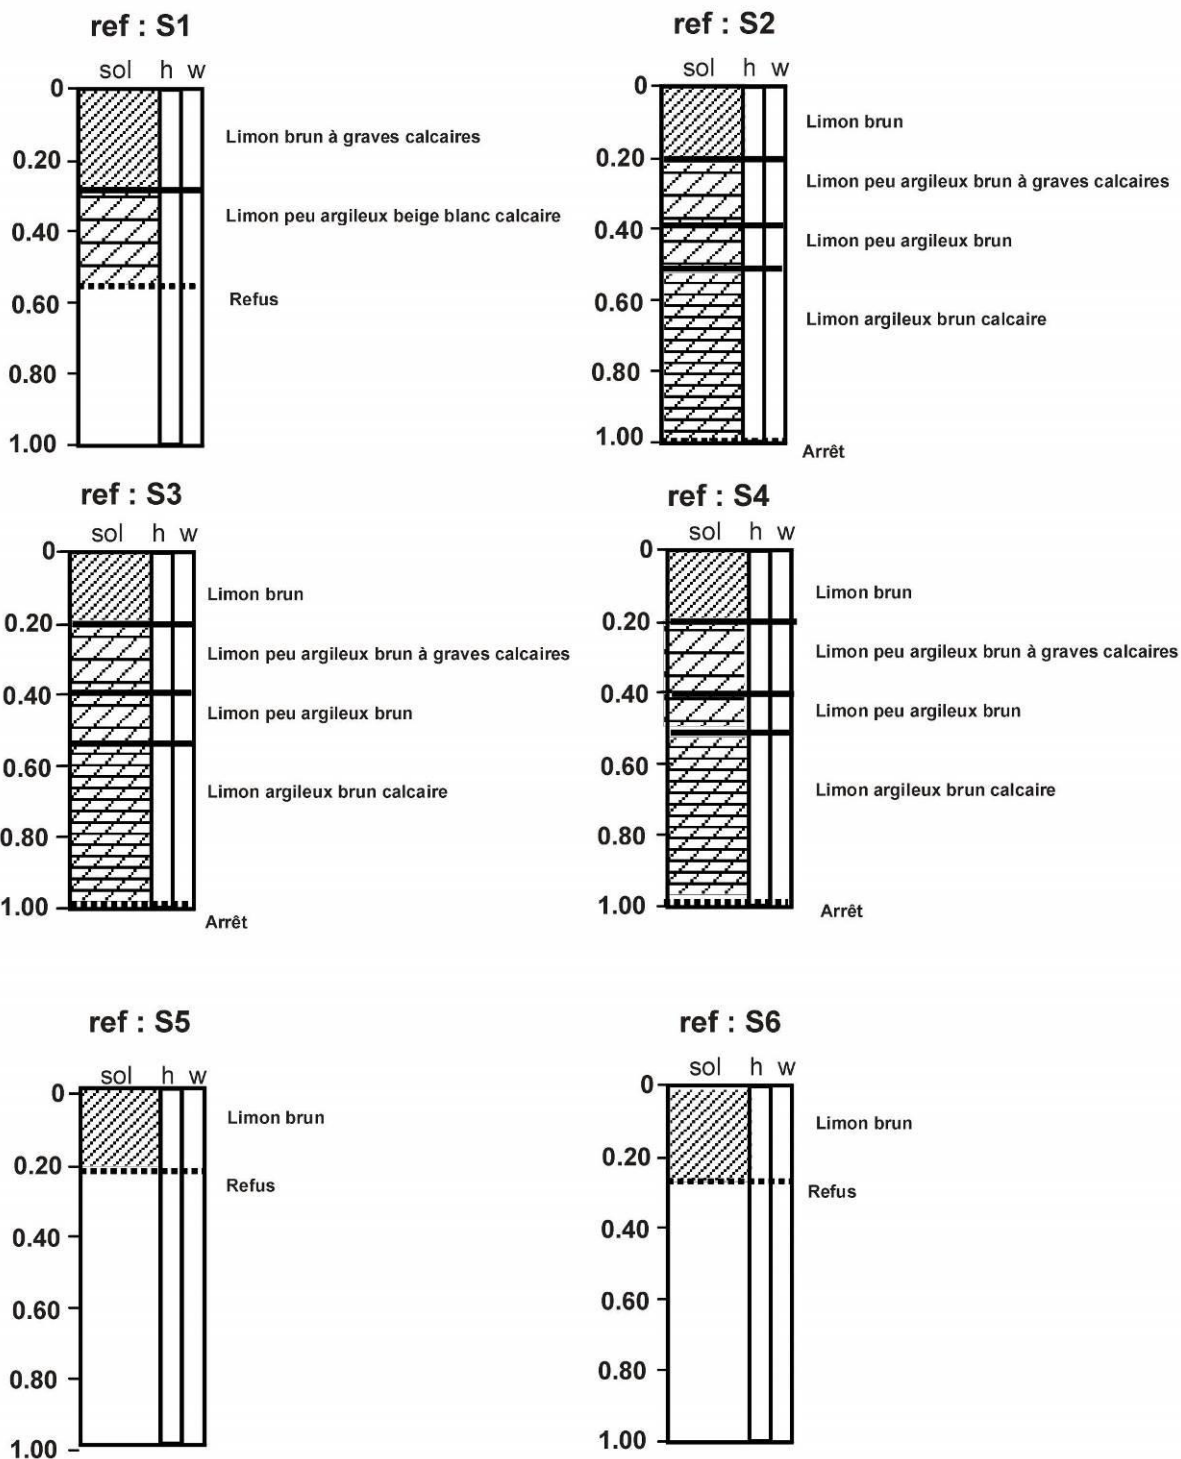 ref : S1
sol h w
0
0.20
0.40
0.60
0.80
1.00
Limon brun à graves calcaires
Limon peu argileux beige blanc calcaire
Refus
ref : S2
sol h w
0
0.20
0.40
0.60
0.80
1.00
Limon brun
Limon peu argileux brun à graves calcaires
Limon peu argileux brun
Limon argileux brun calcaire
Arrêt
ref : S3
sol h w
0
0.20
0.40
0.60
0.80
1.00
Limon brun
Limon peu argileux brun à graves calcaires
Limon peu argileux brun
Limon argileux brun calcaire
Arrêt
ref : S4
sol h w
0
0.20
0.40
0.60
0.80
1.00
Limon brun
Limon peu argileux brun à graves calcaires
Limon peu argileux brun
Limon argileux brun calcaire
Arrêt
ref : S5
sol h w
0
0.20
0.40
0.60
0.80
1.00
Limon brun
Refus
ref : S6
sol h w
0
0.20
0.40
0.60
0.80
1.00
Limon brun
Refus